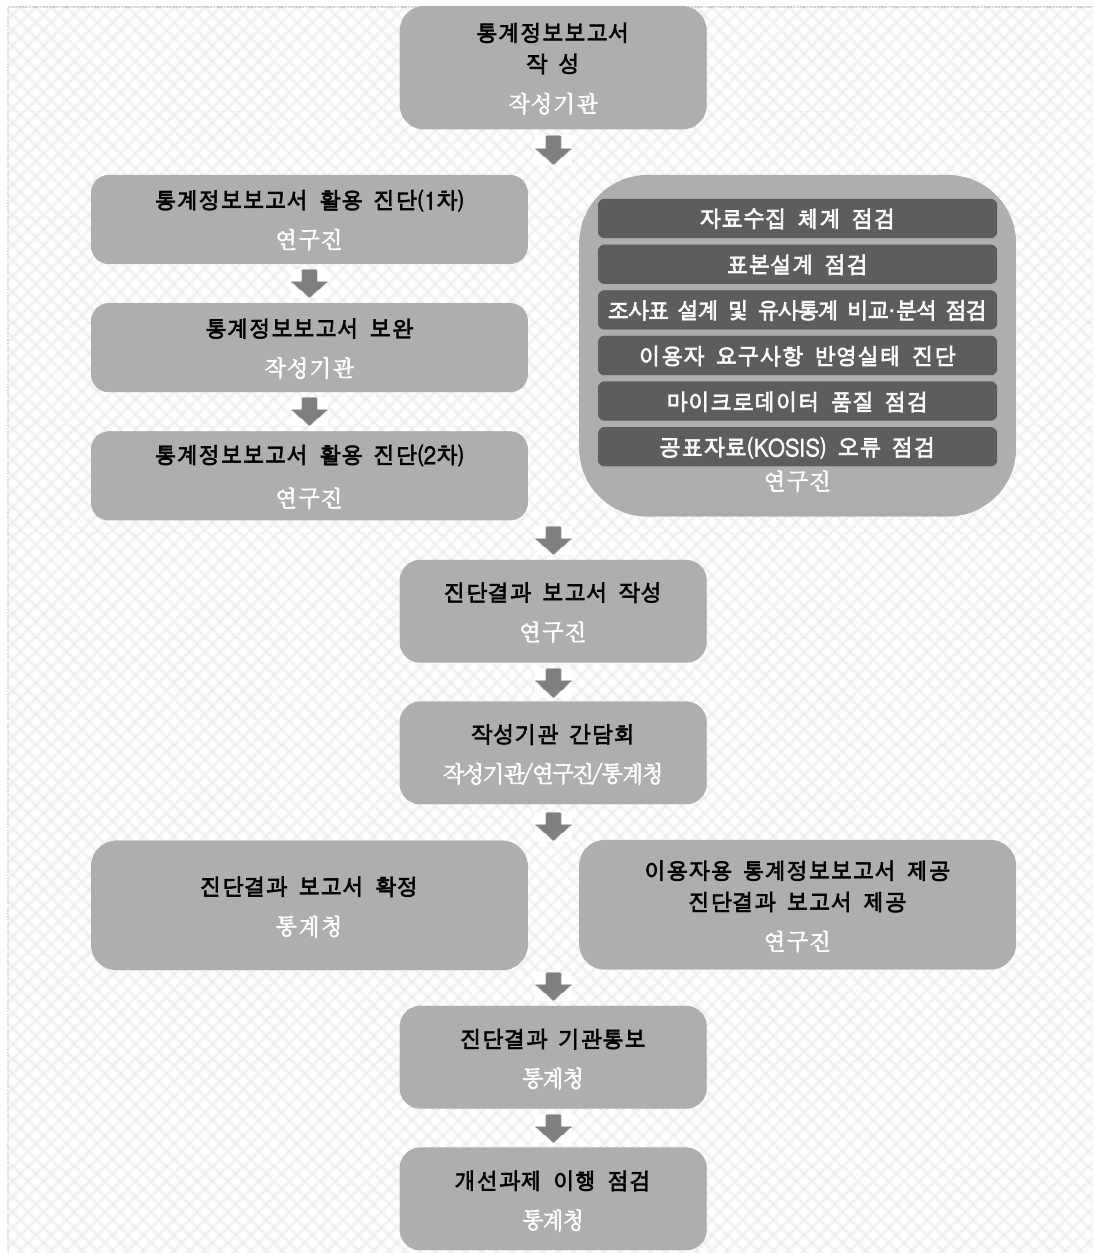 통계정보보고서
작 성
작성기관
통계정보보고서 활용 진단(1차)
연구진
통계정보보고서 보완
작성기관
통계정보보고서 활용 진단(2차)
연구진
자료수집 체계 점검
표본설계 점검
조사표 설계 및 유사통계 비교·분석 점검
이용자 요구사항 반영실태 진단
마이크로데이터 품질 점검
공표자료(KOSIS) 오류 점검
연구진
진단결과 보고서 작성
연구진
작성기관 간담회
작성기관/연구진/통계청
진단결과 보고서 확정
통계청
이용자용 통계정보보고서 제공
진단결과 보고서 제공
연구진
진단결과 기관통보
통계청
개선과제 이행 점검
통계청